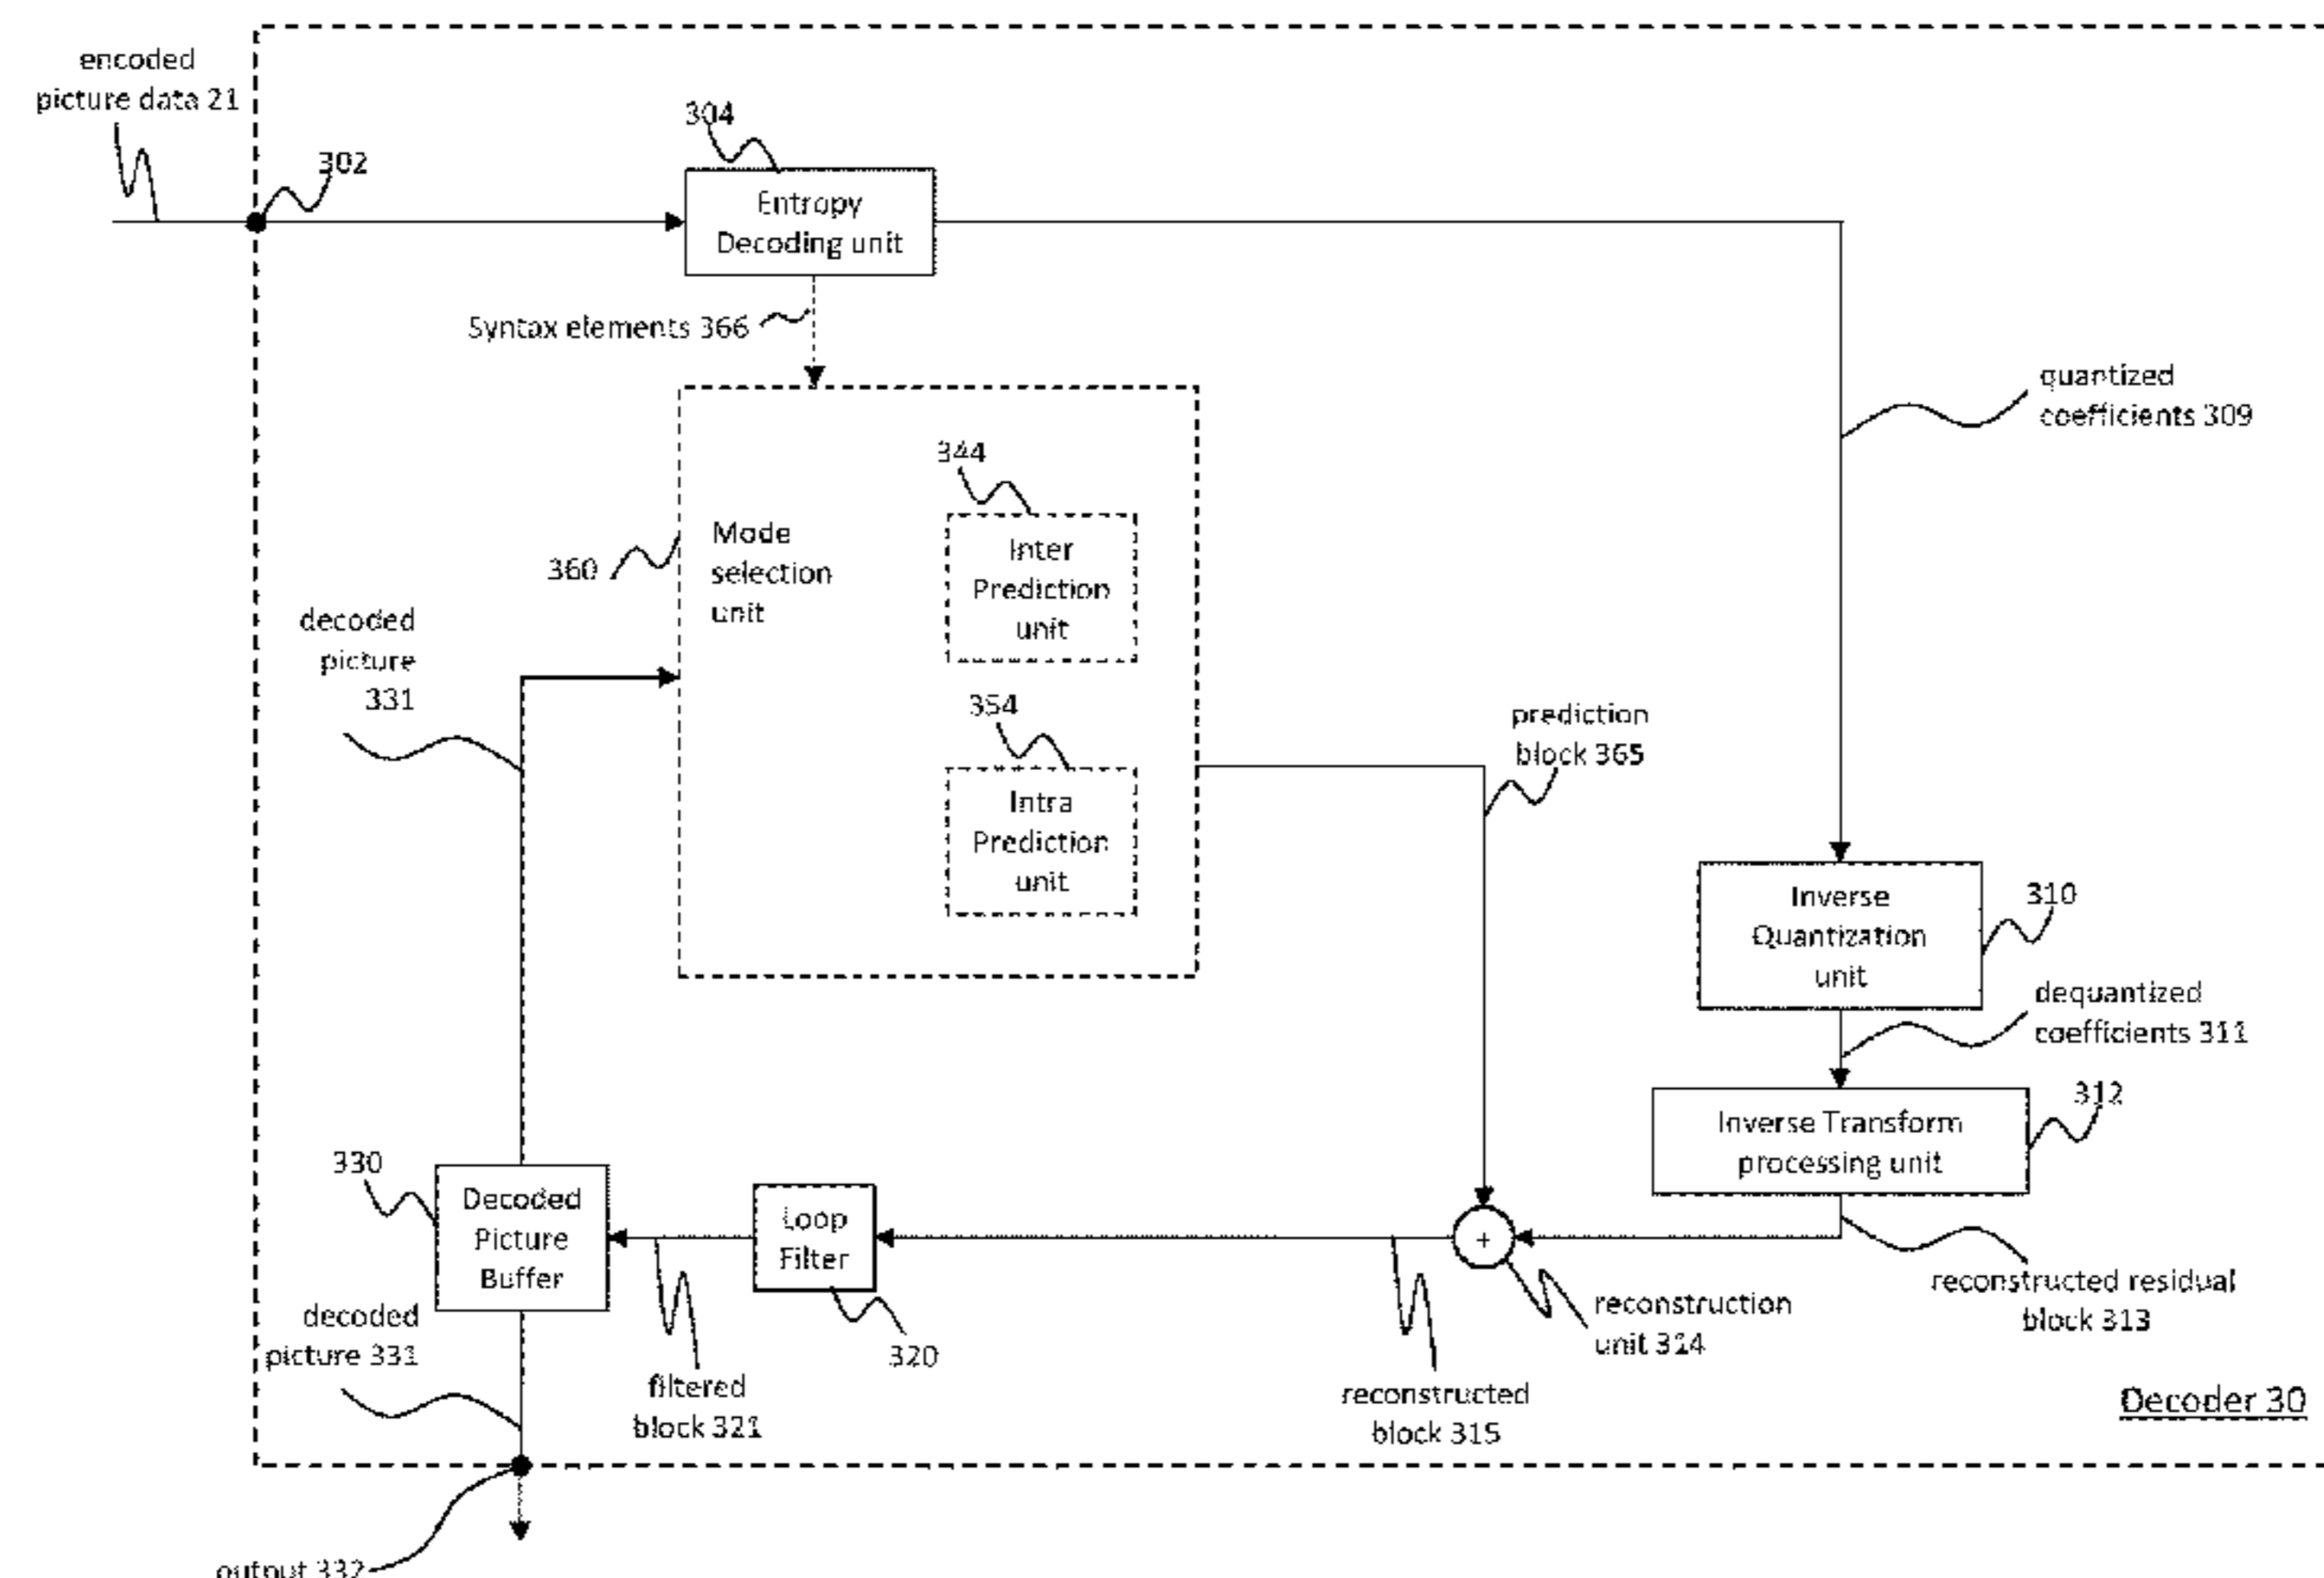 encoded
picture data 21
302
304
Entropy
Decoding unit
Syntax elements 366
quantized
coefficients 309
344
Inter
Prediction
unit
360
Mode
selection
unit
decoded
picture
331
354
Intra
Prediction
unit
prediction
block 365
Inverse
Quantization
unit
310
dequantized
coefficients 311
Inverse Transform
processing unit
312
330
Decoded
Picture
Buffer
Loop
Filter
320
+
reconstruction
unit 314
reconstructed residual
block 313
decoded
picture 331
filtered
block 321
reconstructed
block 315
Decoder 30
output 332